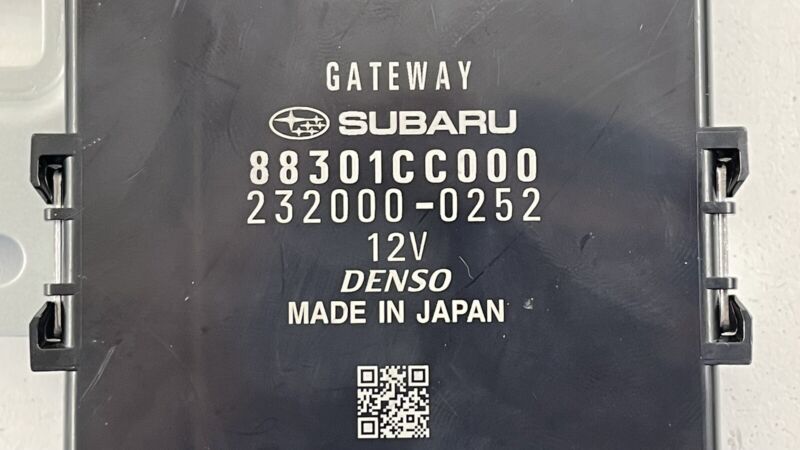 GATEWAY
SUBARU
88301CC000
232000-0252
12V
DENSO
MADE IN JAPAN